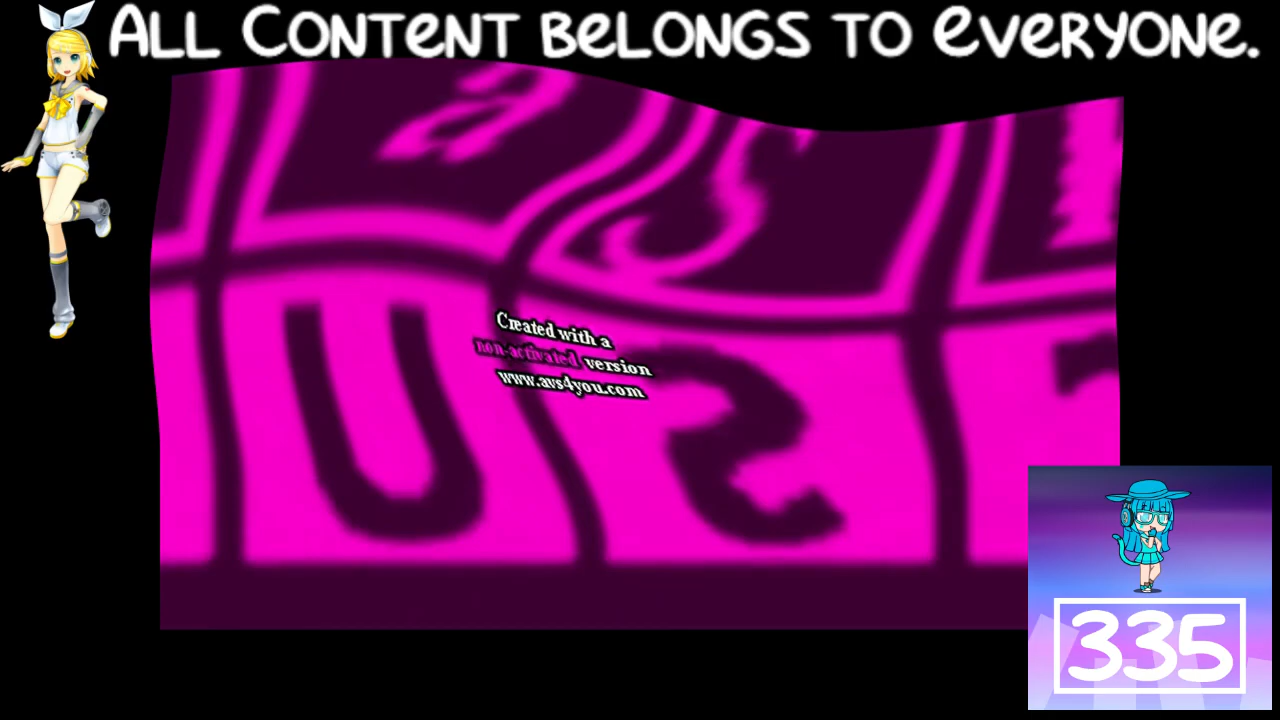 All Content belongs to everyone.
Created with a
non-activated version
www.avs4you.com
335